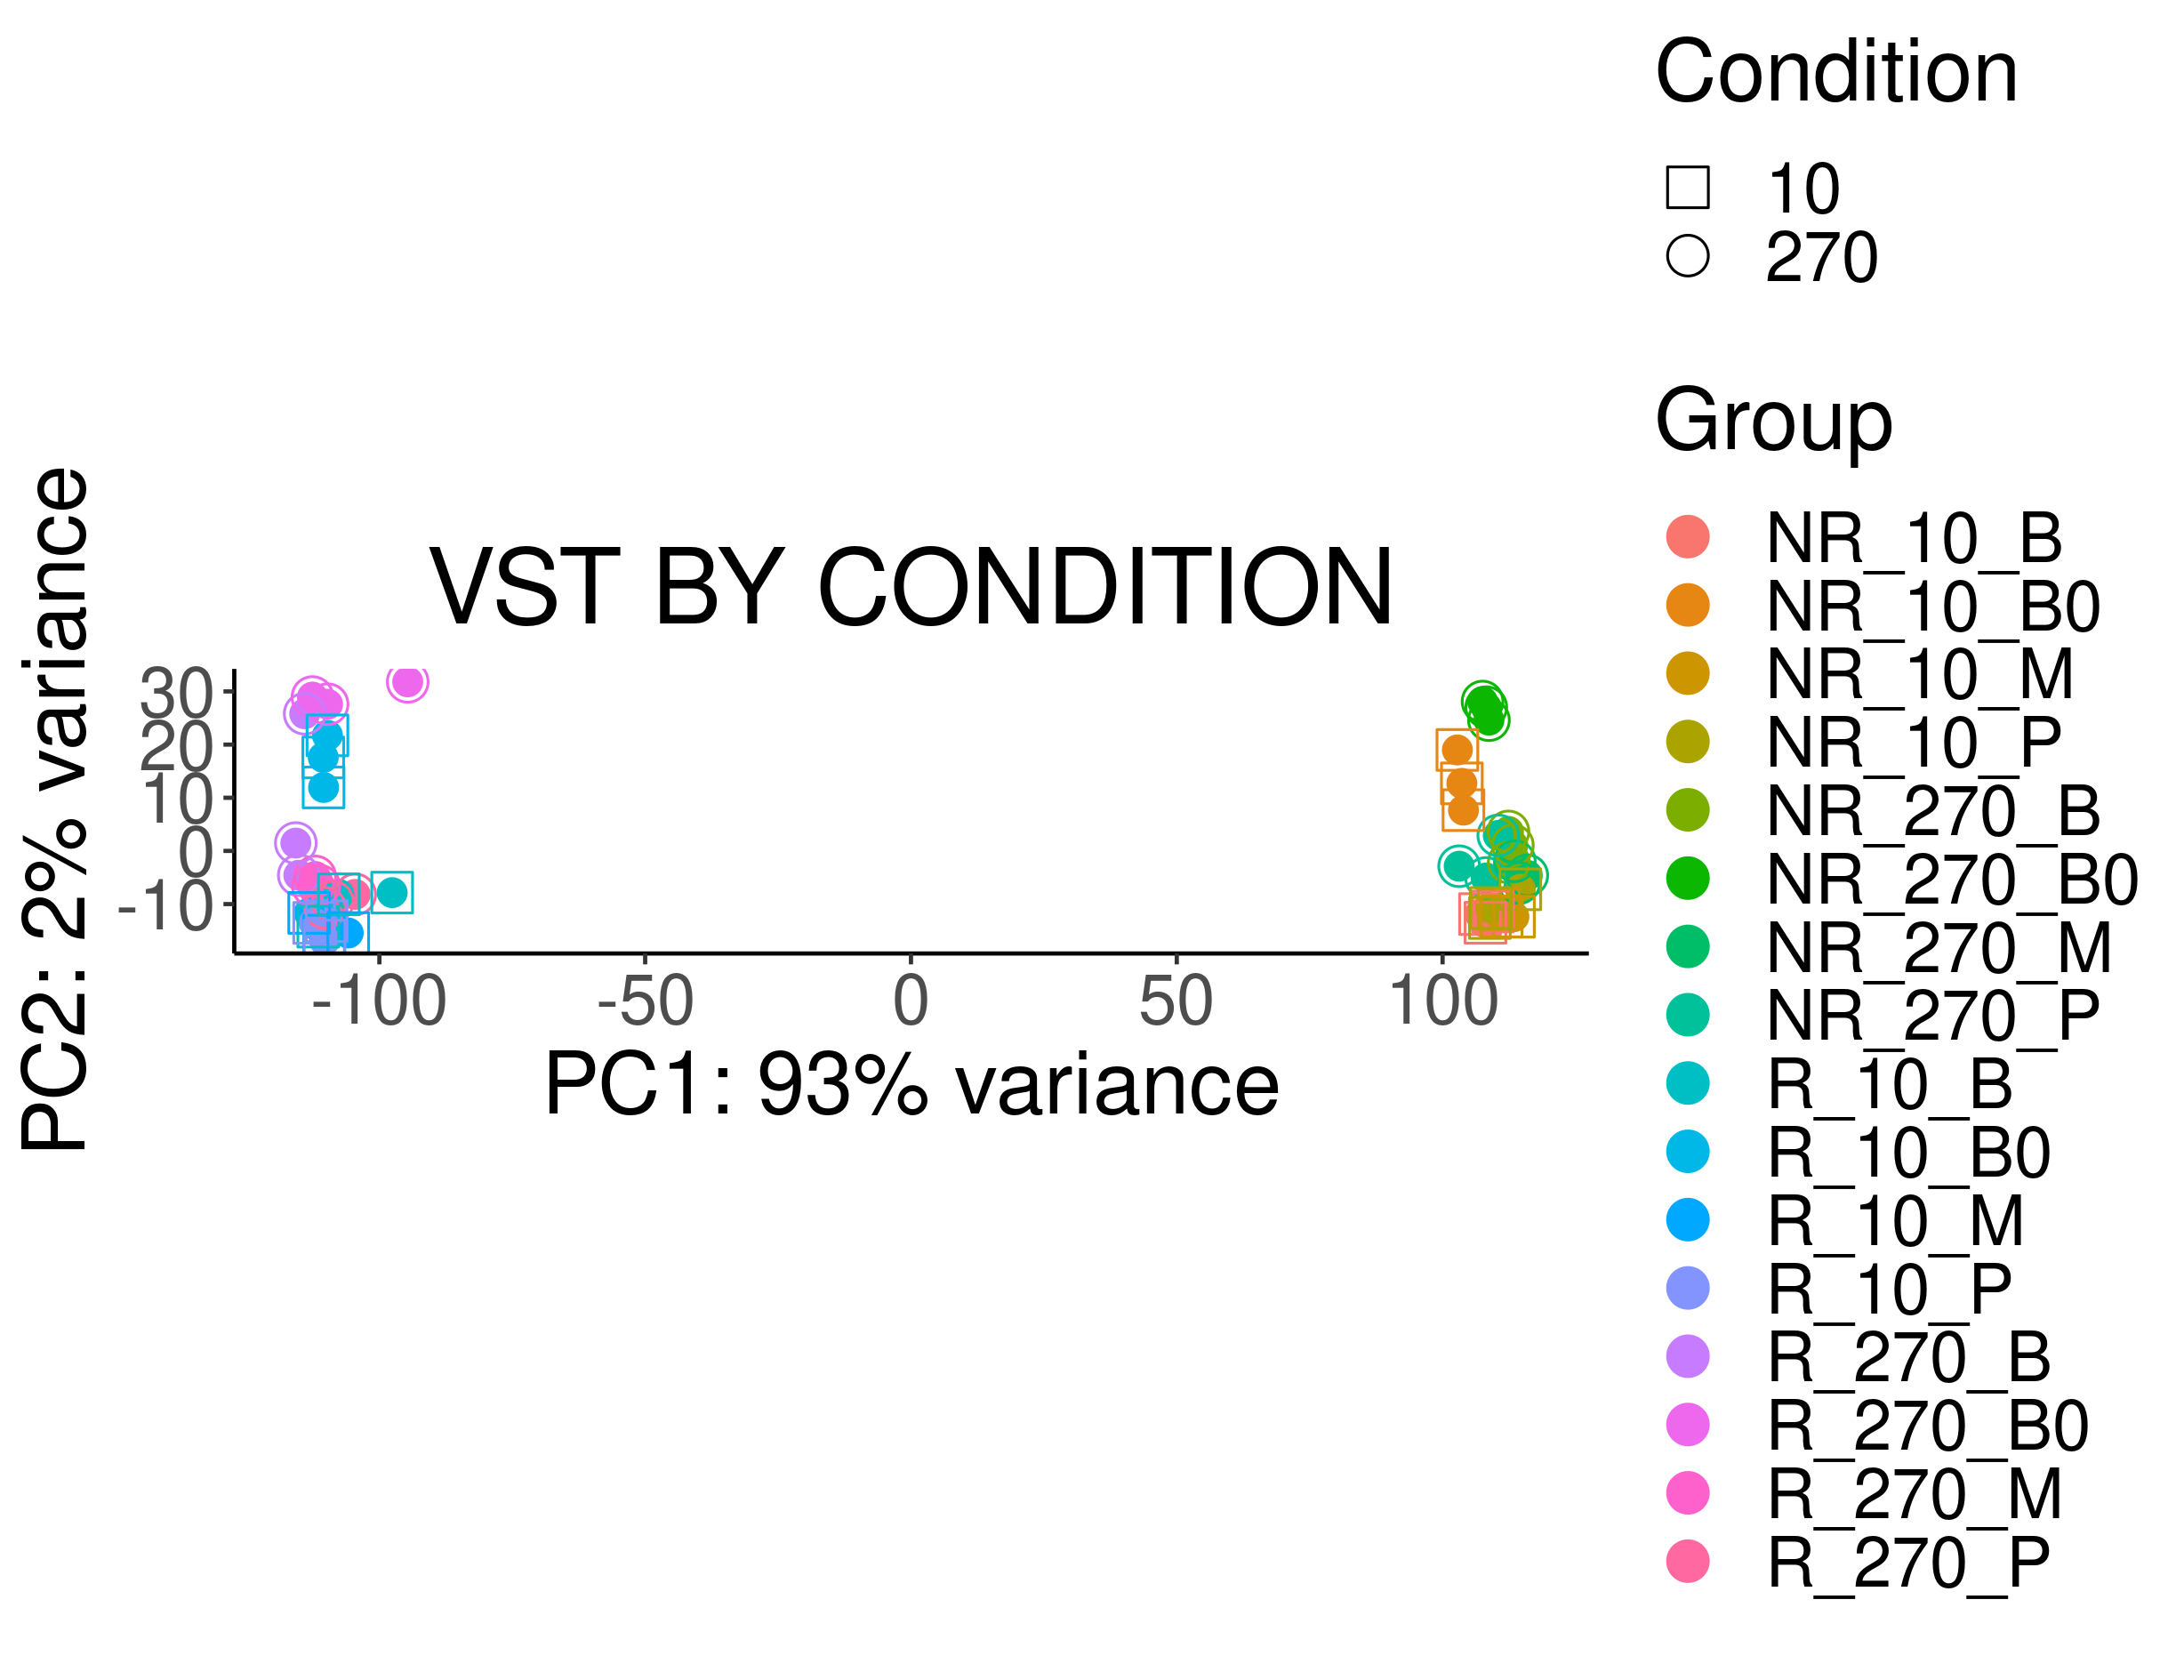 VST BY CONDITION
PC2: 2% variance
30
20
10
0
-10
-100
-50
0
50
100
PC1: 93% variance
Condition
10
270
Group
NR_10_B
NR_10_B0
NR_10_M
NR_10_P
NR_270_B
NR_270_B0
NR_270_M
NR_270_P
R_10_B
R_10_B0
R_10_M
R_10_P
R_270_B
R_270_B0
R_270_M
R_270_P